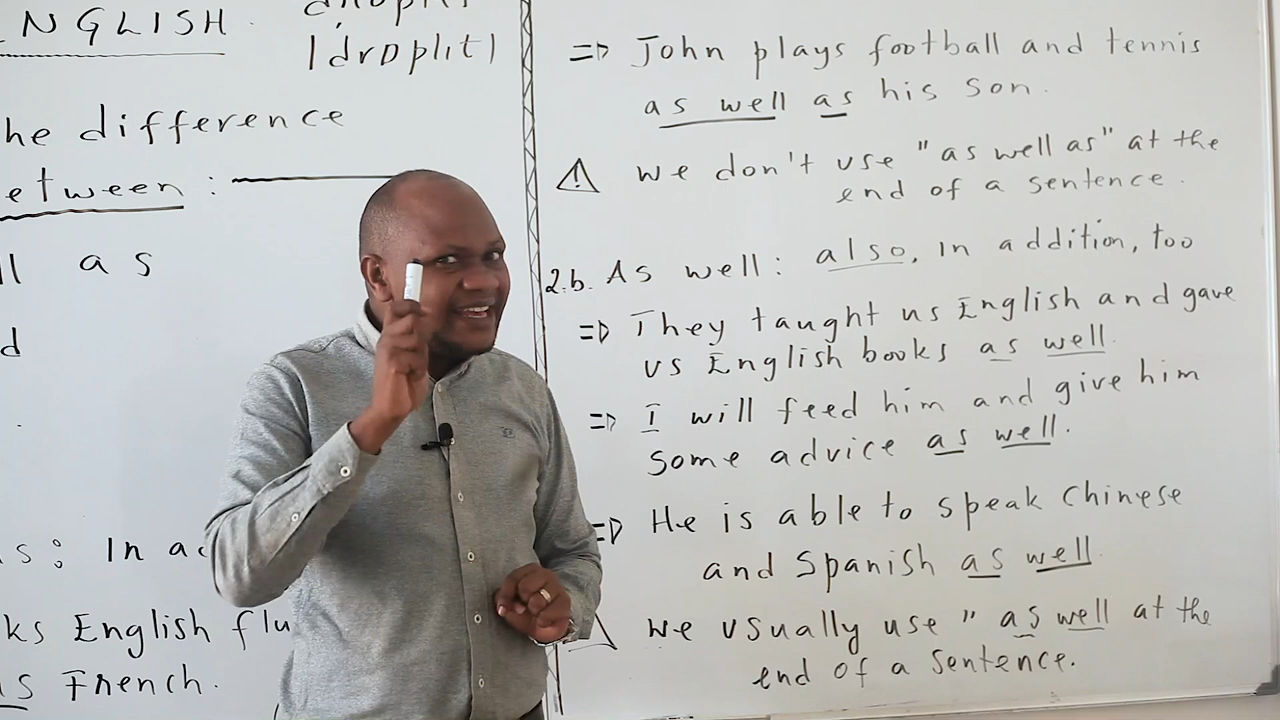 ENGLISH
|droplit|
he difference
etween :
ll as
d
s: In ac
ks English flu
as French.
=> John plays football and tennis
as well as his son.
⚠ we don't use "as well as" at the
end of a sentence.
2.b. As well: also, in addition, too
=> They taught us English and gave
us English books as well.
=> I will feed him and give him
some advice as well.
=> He is able to speak Chinese
and Spanish as well
we usually use " as well at the
end of a sentence.